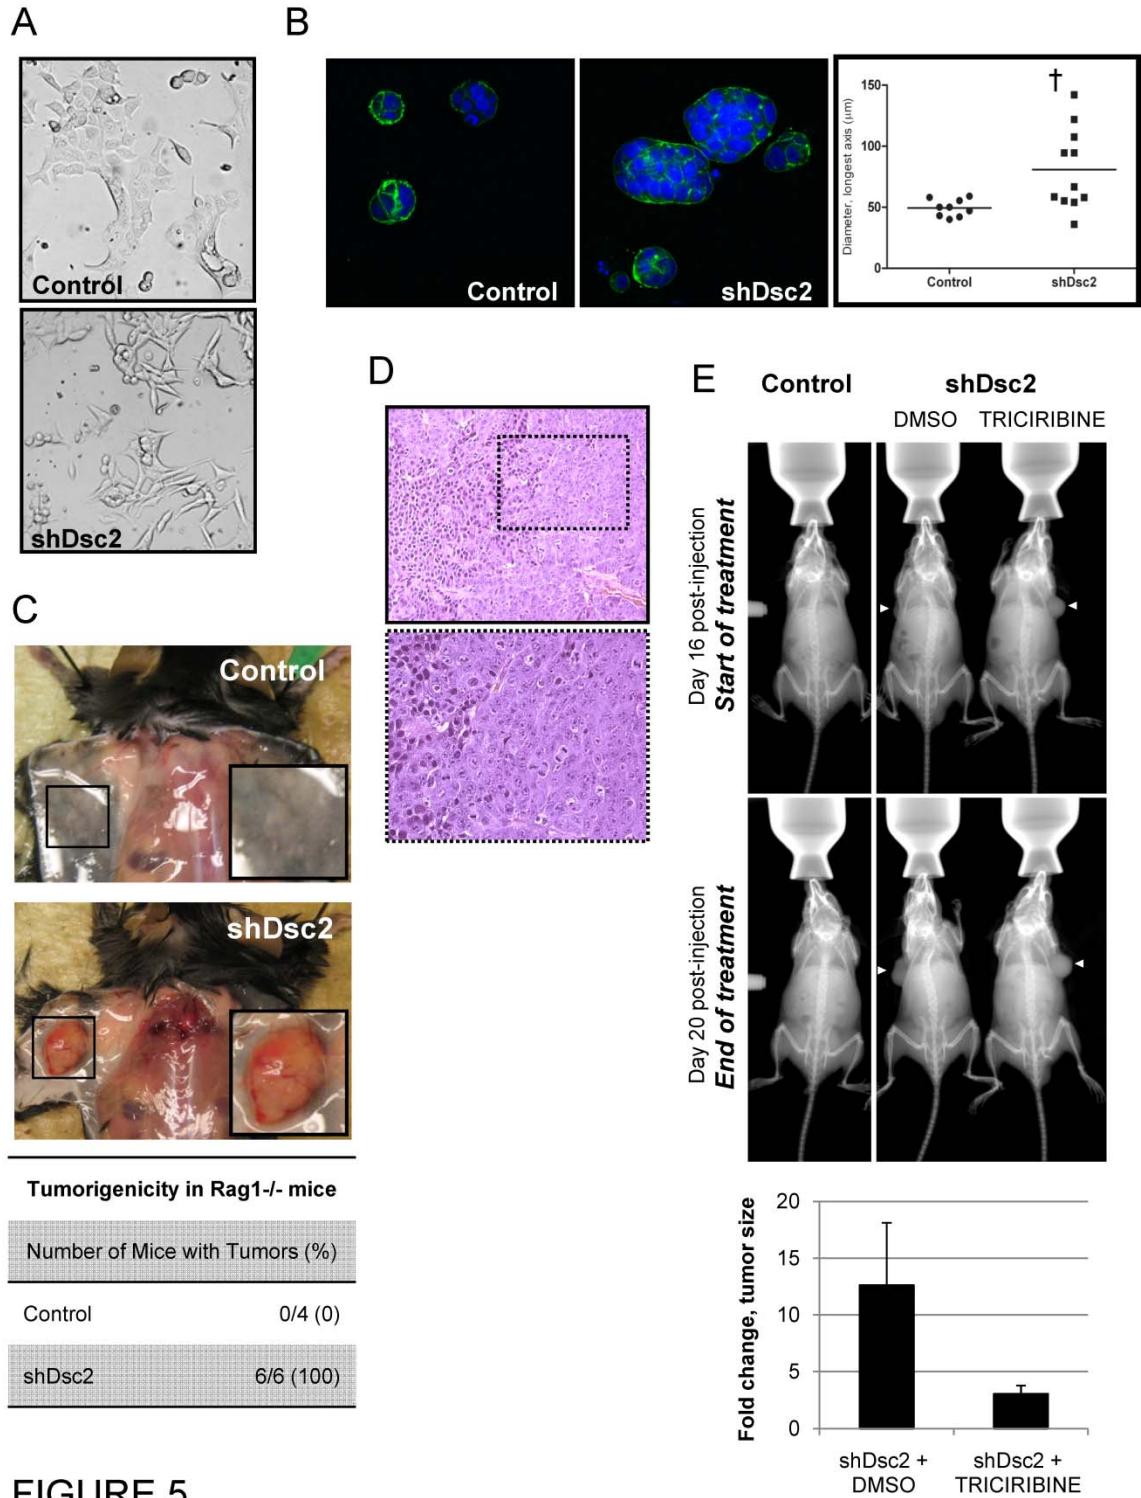 A
Control
shDsc2
B
Control
shDsc2
†
Diameter, longest axis (μm)
150
100
50
0
Control
shDsc2
C
Control
shDsc2
Tumorigenicity in Rag1-/- mice
Number of Mice with Tumors (%)
Control 0/4 (0)
shDsc2 6/6 (100)
D
E
Control
shDsc2
DMSO TRICIRIBINE
Day 16 post-injection
Start of treatment
Day 20 post-injection
End of treatment
Fold change, tumor size
20
15
10
5
0
shDsc2 +
DMSO
shDsc2 +
TRICIRIBINE
FIGURE 5